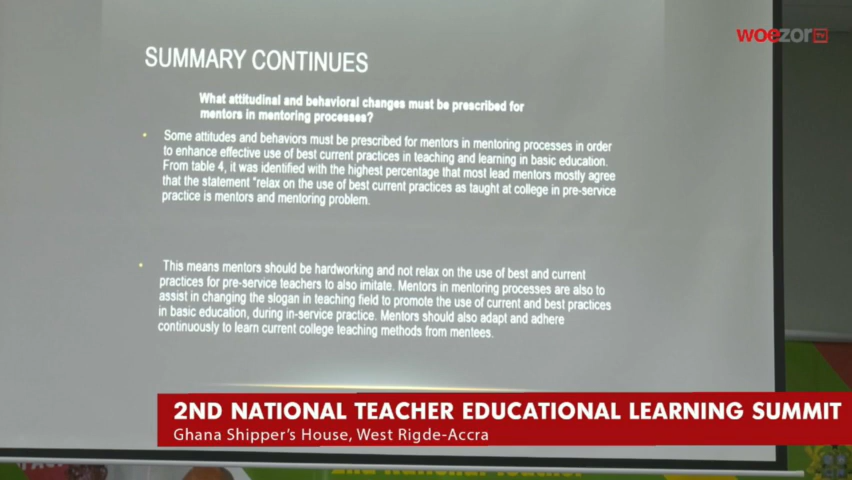 woezor tv
SUMMARY CONTINUES
What attitudinal and behavioral changes must be prescribed for
mentors in mentoring processes?
• Some attitudes and behaviors must be prescribed for mentors in mentoring processes in order
to enhance effective use of best current practices in teaching and learning in basic education.
From table 4, it was identified with the highest percentage that most lead mentors mostly agree
that the statement "relax on the use of best current practices as taught at college in pre-service
practice is mentors and mentoring problem.
• This means mentors should be hardworking and not relax on the use of best and current
practices for pre-service teachers to also imitate. Mentors in mentoring processes are also to
assist in changing the slogan in teaching field to promote the use of current and best practices
in basic education, during in-service practice. Mentors should also adapt and adhere
continuously to learn current college teaching methods from mentees.
2ND NATIONAL TEACHER EDUCATIONAL LEARNING SUMMIT
Ghana Shipper's House, West Rigde-Accra
2nd National Teacher